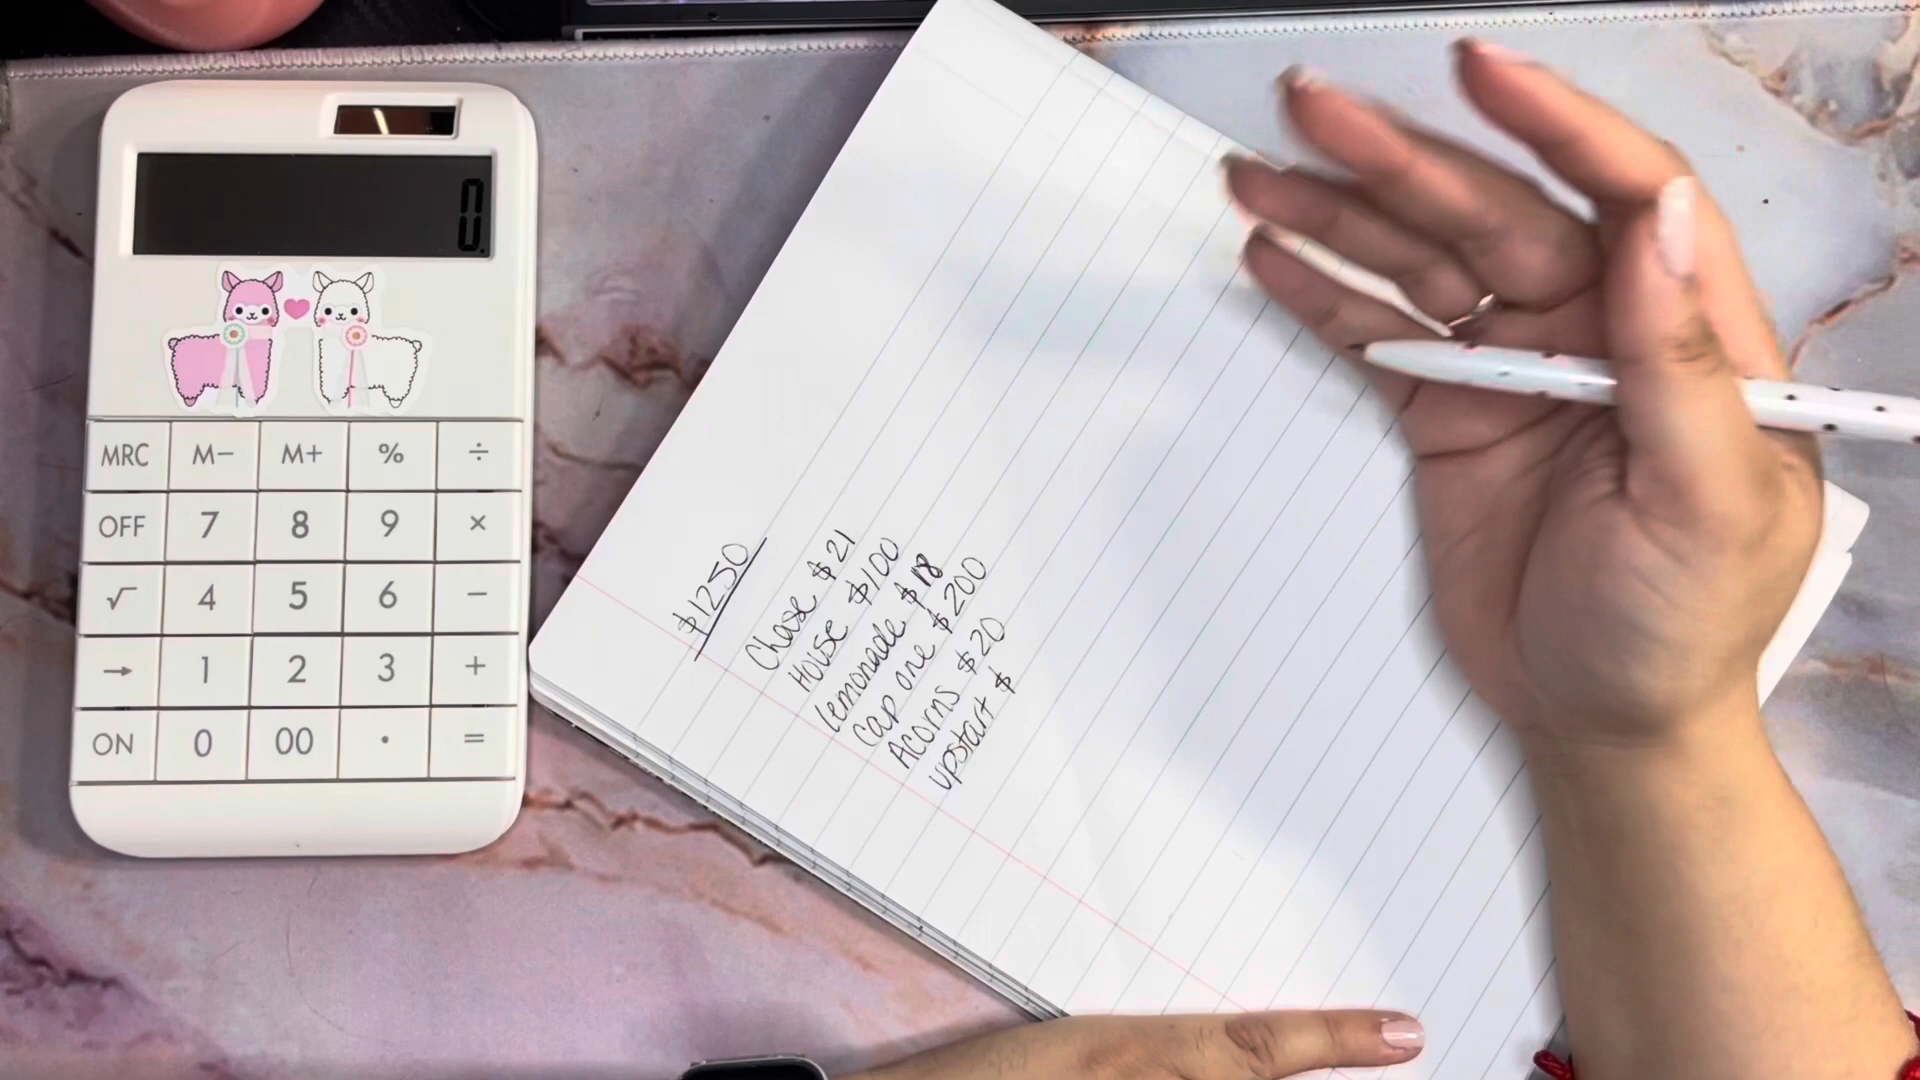 0.
MRC M− M+ % ÷
OFF 7 8 9 ×
√ 4 5 6 −
→ 1 2 3 +
ON 0 00 . =
$1250
Chase $21
House $100
Lemonade $18
Cap one $200
Acorns $20
upstart $